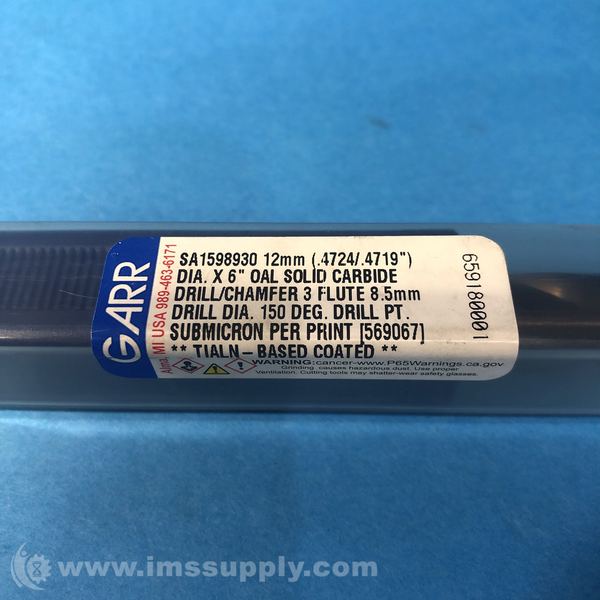 GARR
Alma, MI USA 989-463-6171
SA1598930 12mm (.4724/.4719")
DIA. X 6" OAL SOLID CARBIDE
DRILL/CHAMFER 3 FLUTE 8.5mm
DRILL DIA. 150 DEG. DRILL PT.
SUBMICRON PER PRINT [569067]
** TIALN-BASED COATED **
WARNING:cancer-www.P65Warnings.ca.gov
Grinding causes hazardous dust. Use proper
Ventilation. Cutting tools may shatter-wear safety glasses.
659180001
www.imssupply.com